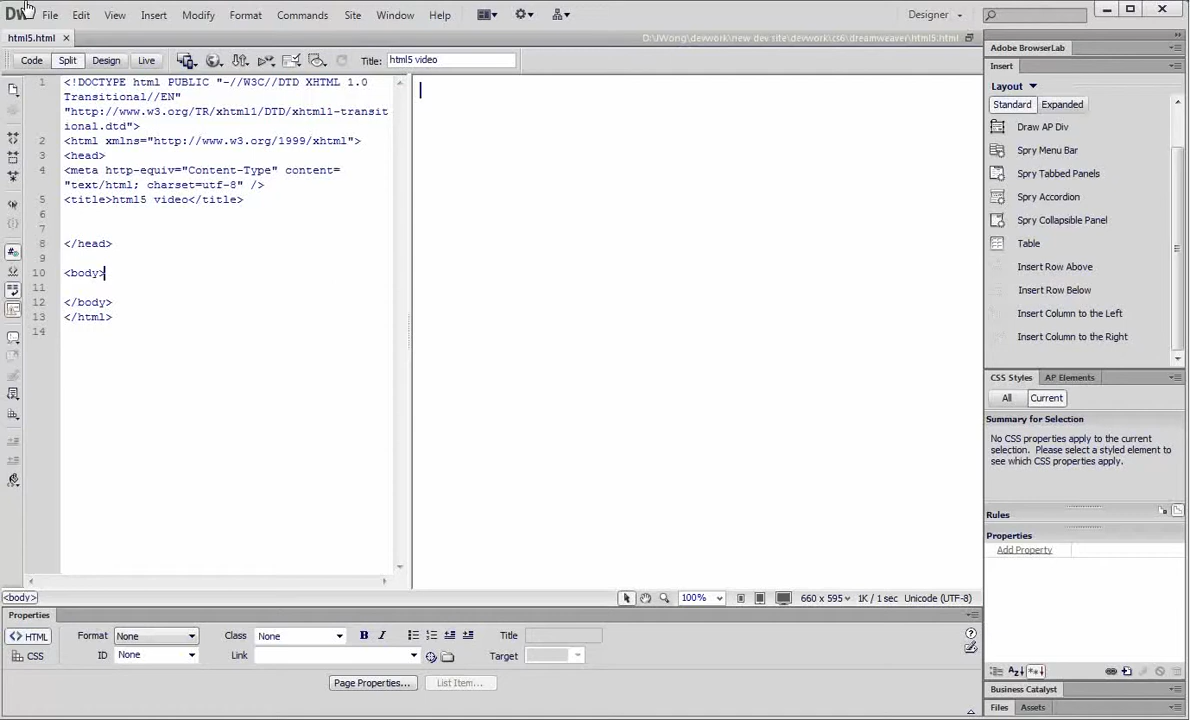 DW File Edit View Insert Modify Format Commands Site Window Help Designer
html5.html D:\JWong\devwork\new dev site\devwork\cs6\dreamweaver\html5.html
Code Split Design Live Title: html5 video
1 <!DOCTYPE html PUBLIC "-//W3C//DTD XHTML 1.0
Transitional//EN"
"http://www.w3.org/TR/xhtml1/DTD/xhtml1-transit
ional.dtd">
2 <html xmlns="http://www.w3.org/1999/xhtml">
3 <head>
4 <meta http-equiv="Content-Type" content=
"text/html; charset=utf-8" />
5 <title>html5 video</title>
6
7
8 </head>
9
10 <body>
11
12 </body>
13 </html>
14
Adobe BrowserLab
Insert
Layout
Standard Expanded
Draw AP Div
Spry Menu Bar
Spry Tabbed Panels
Spry Accordion
Spry Collapsible Panel
Table
Insert Row Above
Insert Row Below
Insert Column to the Left
Insert Column to the Right
CSS Styles AP Elements
All Current
Summary for Selection
No CSS properties apply to the current
selection. Please select a styled element to
see which CSS properties apply.
Rules
Properties
Add Property
<body> 100% 660 x 595 1K / 1 sec Unicode (UTF-8)
Properties
<> HTML Format None Class None B I Title
CSS ID None Link Target
Page Properties... List Item...
Business Catalyst
Files Assets